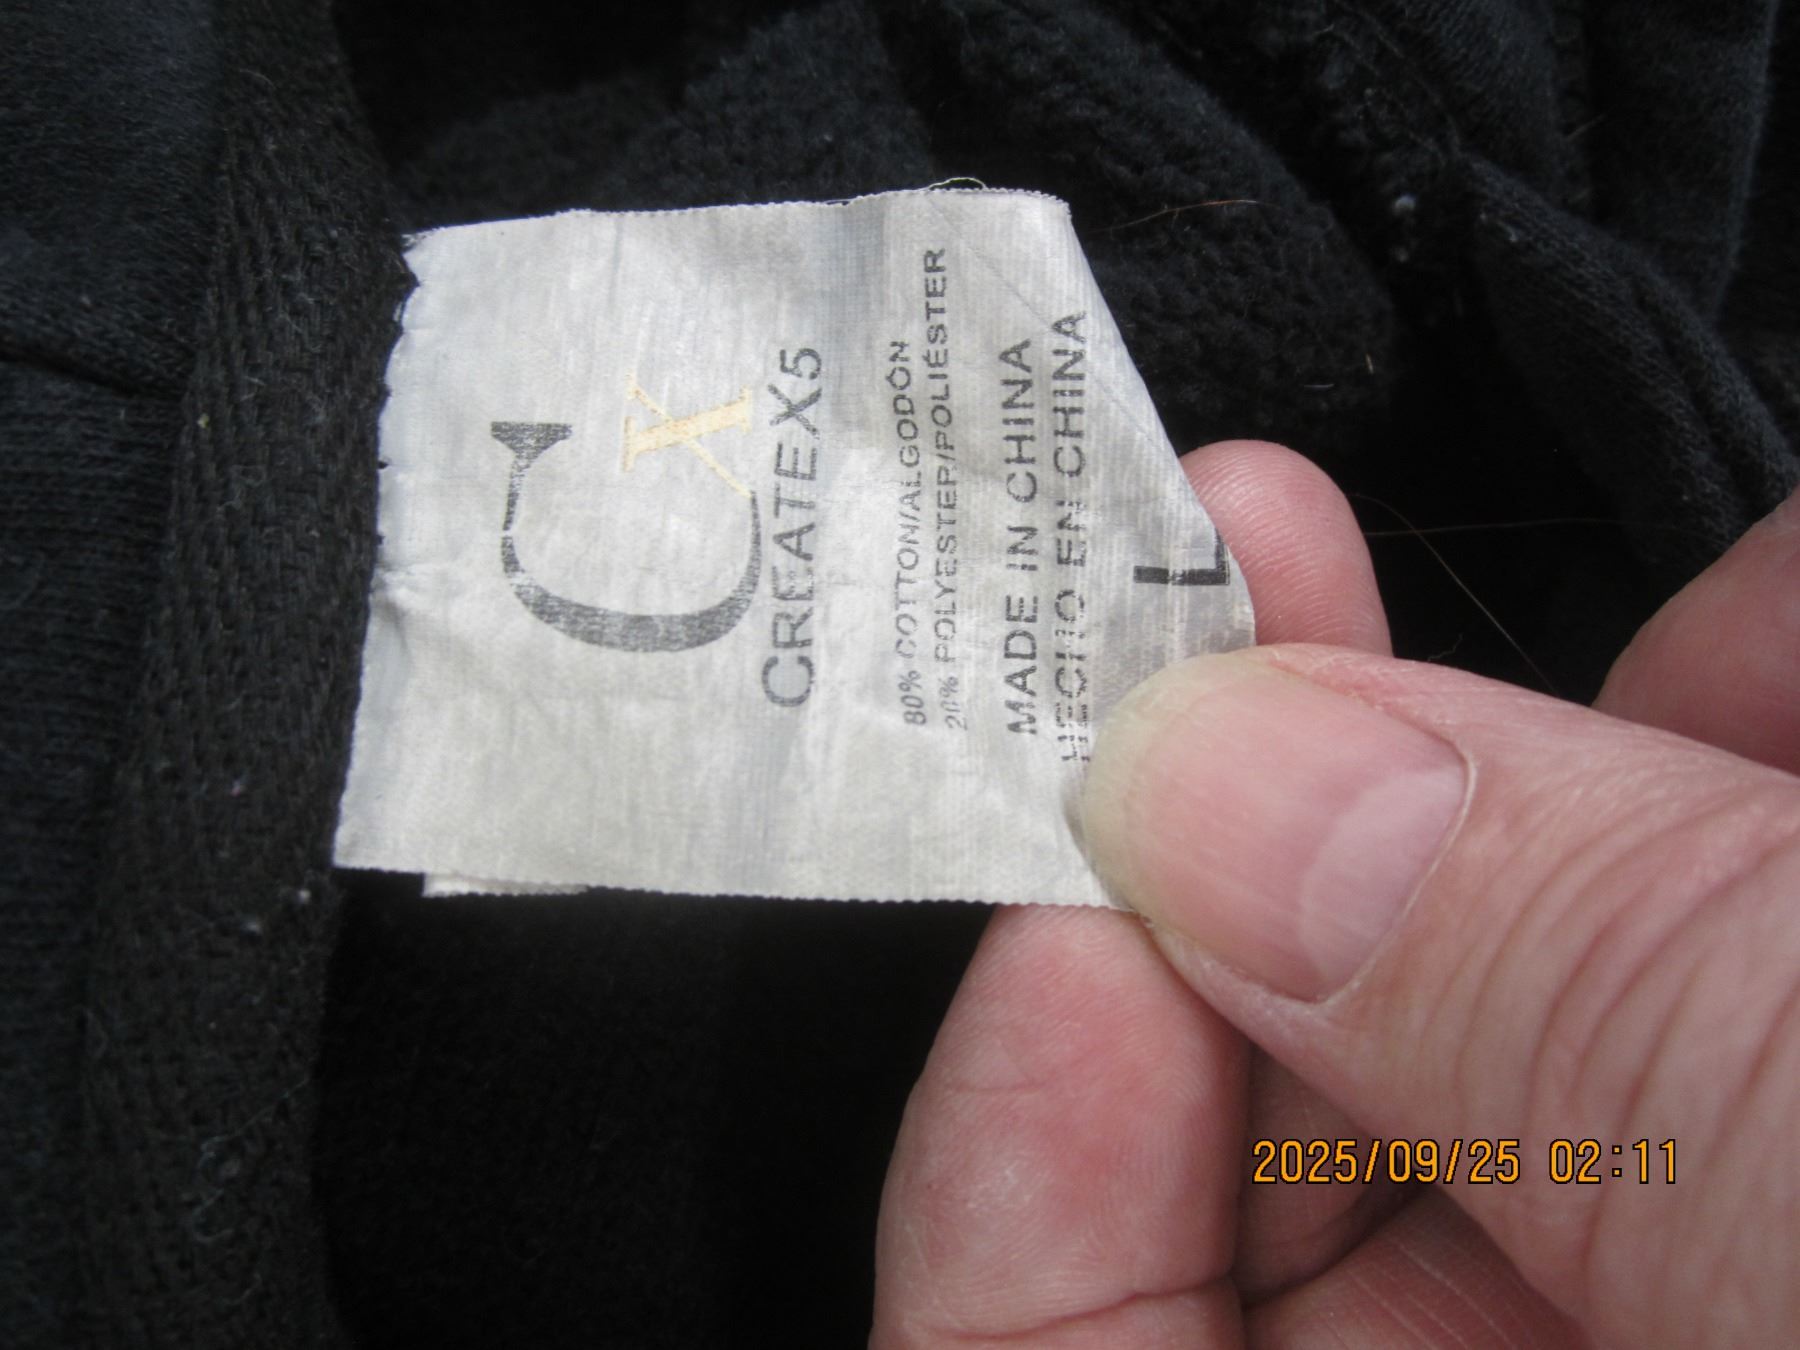 CX
CREATEX5
80% COTTON/ALGODÓN
20% POLYESTER/POLIÉSTER
MADE IN CHINA
HECHO EN CHINA
L
2025/09/25 02:11